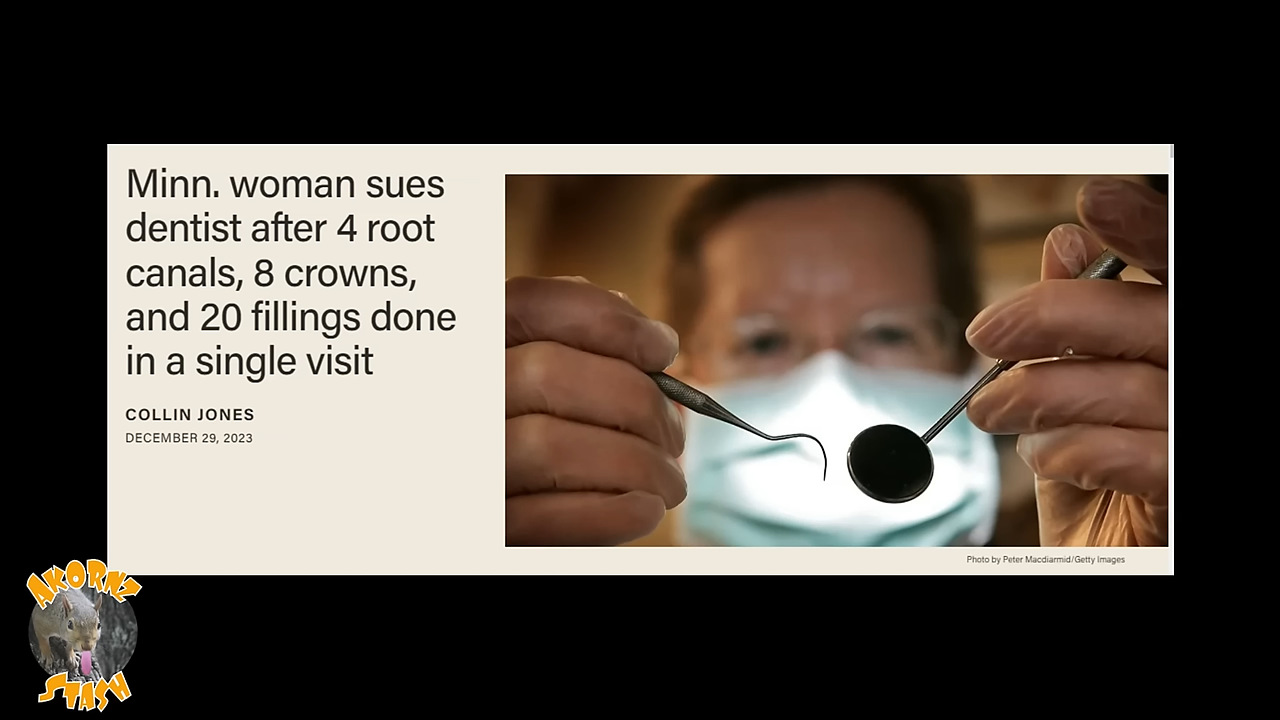 Minn. woman sues
dentist after 4 root
canals, 8 crowns,
and 20 fillings done
in a single visit
COLLIN JONES
DECEMBER 29, 2023
Photo by Peter Macdiarmid/Getty Images
AKORNZ
STASH